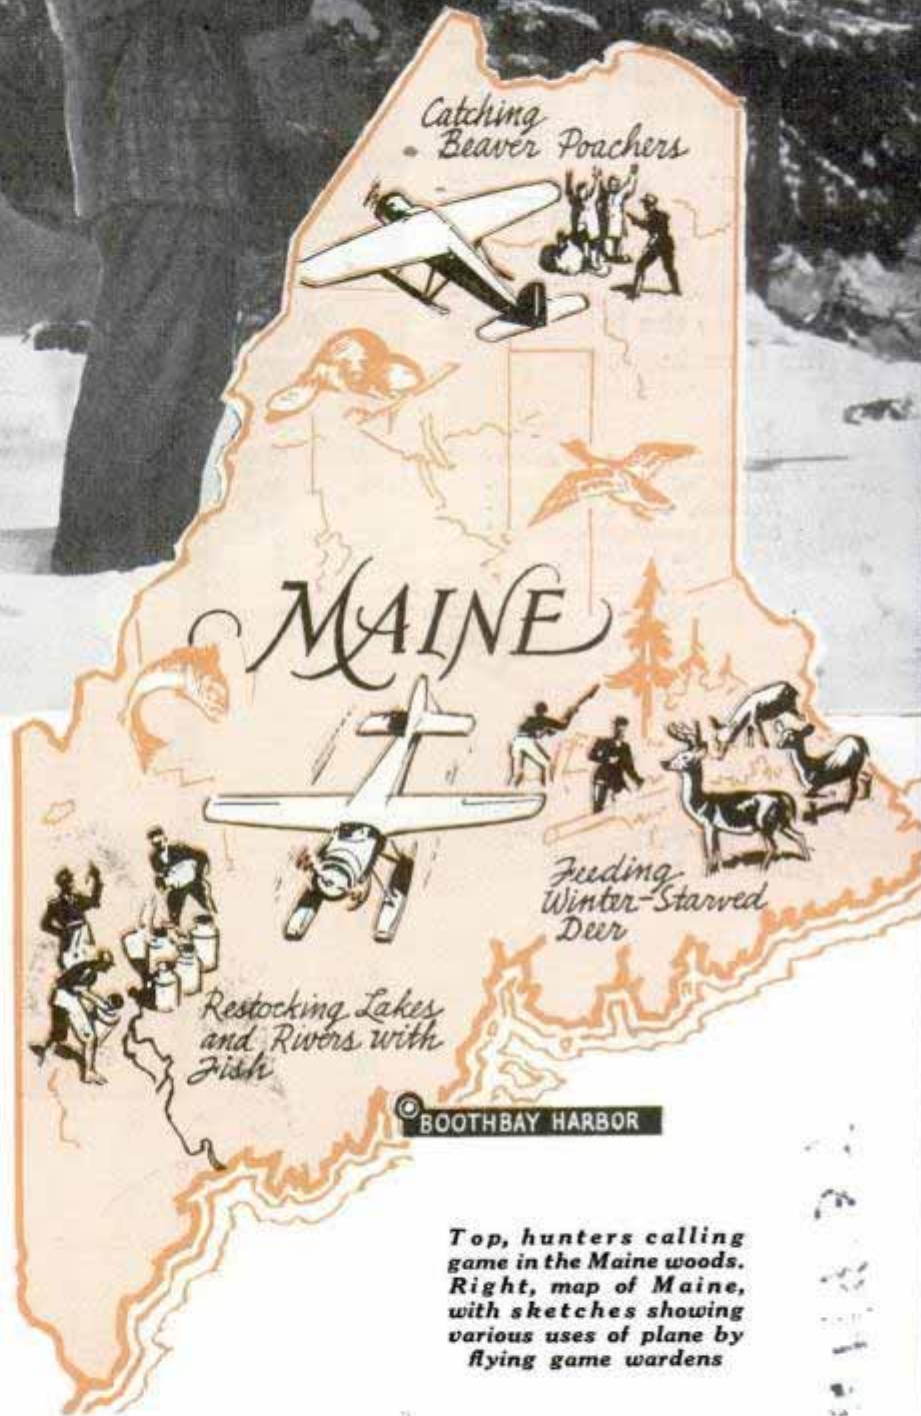 Catching
Beaver Poachers
MAINE
Feeding
Winter-Starved
Deer
Restocking Lakes
and Rivers with
Fish
BOOTHBAY HARBOR
Top, hunters calling
game in the Maine woods.
Right, map of Maine,
with sketches showing
various uses of plane by
flying game wardens